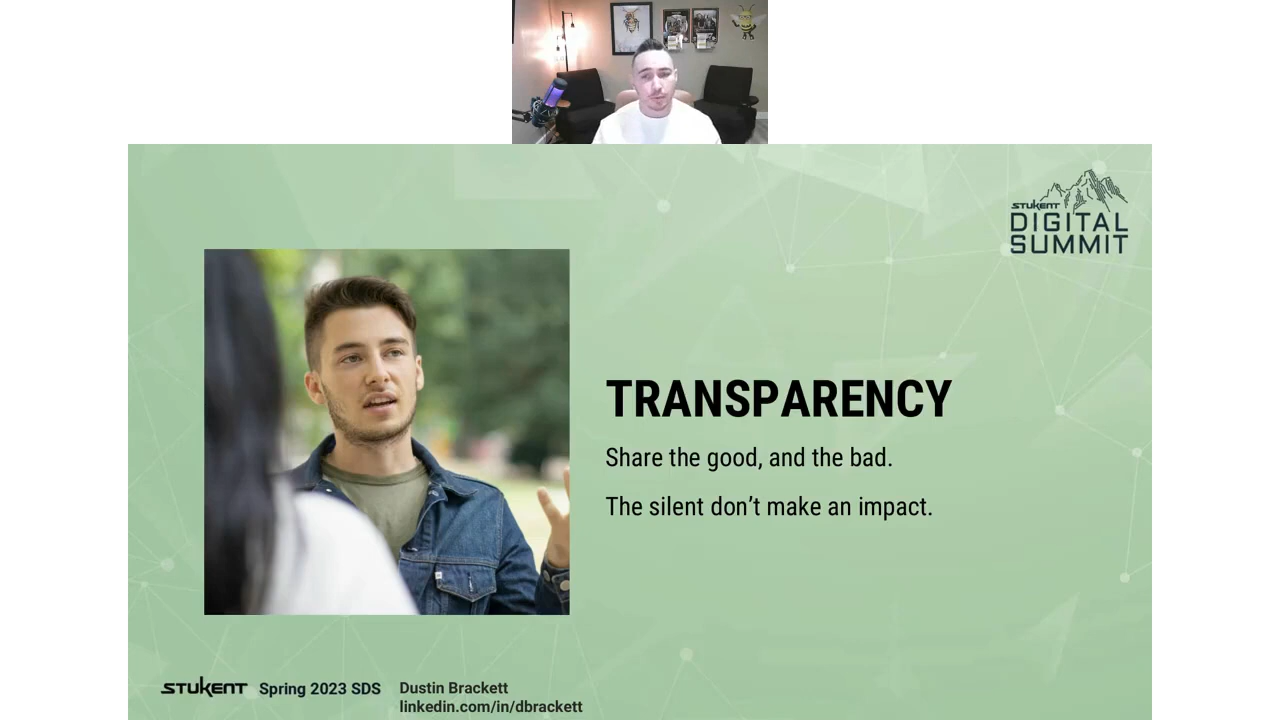 STUKENT
DIGITAL
SUMMIT
TRANSPARENCY
Share the good, and the bad.
The silent don’t make an impact.
STUKENT Spring 2023 SDS
Dustin Brackett
linkedin.com/in/dbrackett